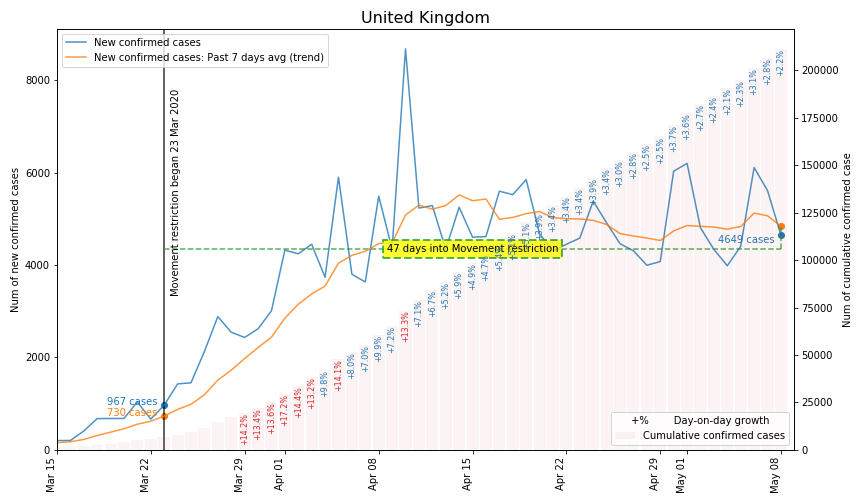 United Kingdom
New confirmed cases
New confirmed cases: Past 7 days avg (trend)
Num of new confirmed cases
8000
6000
4000
2000
0
Movement restriction began 23 Mar 2020
967 cases
730 cases
47 days into Movement restriction
4649 cases
+14.2%
+13.4%
+13.6%
+17.2%
+14.4%
+13.2%
+9.8%
+14.1%
+8.0%
+7.0%
+9.9%
+7.2%
+13.3%
+7.1%
+6.7%
+5.2%
+5.9%
+4.9%
+4.7%
+3.4%
+3.4%
+3.4%
+3.9%
+3.4%
+3.0%
+2.8%
+2.5%
+2.5%
+3.7%
+3.6%
+2.7%
+2.4%
+2.1%
+2.3%
+3.1%
+2.8%
+2.2%
200000
175000
150000
125000
100000
75000
50000
25000
0
Num of cumulative confirmed case
+% Day-on-day growth
Cumulative confirmed cases
Mar 15
Mar 22
Mar 29
Apr 01
Apr 08
Apr 15
Apr 22
Apr 29
May 01
May 08